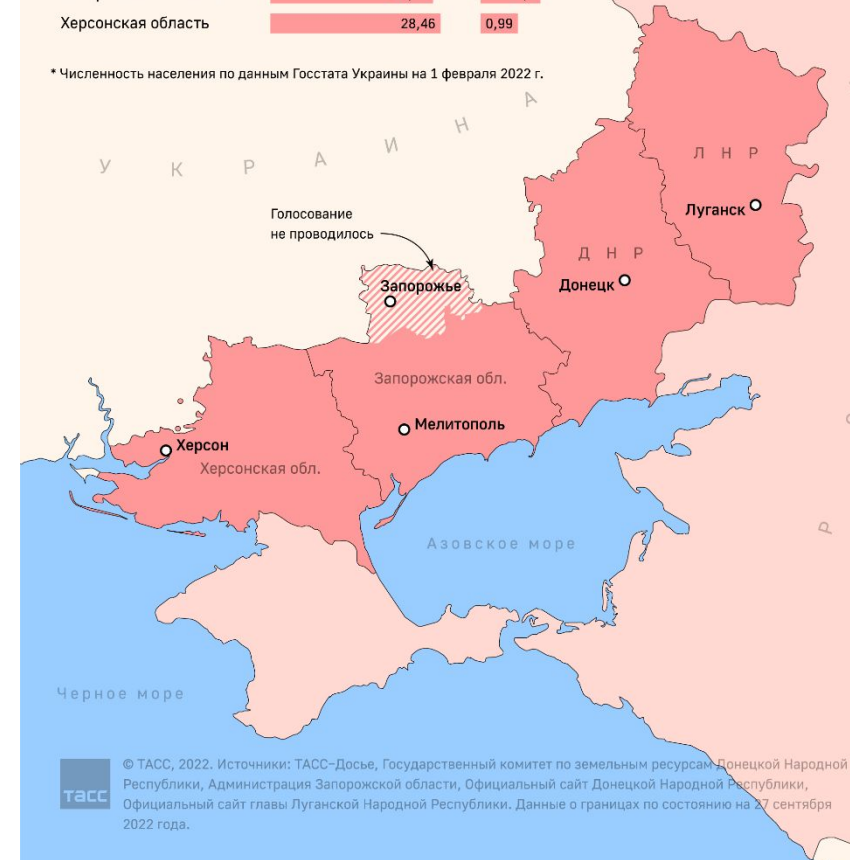 Херсонская область 28,46 0,99
* Численность населения по данным Госстата Украины на 1 февраля 2022 г.
УКРАИНА
ЛНР
Луганск
Голосование
не проводилось
ДНР
Запорожье
Донецк
Запорожская обл.
Мелитополь
Херсон
Херсонская обл.
Азовское море
Р
Черное море
© ТАСС, 2022. Источники: ТАСС-Досье, Государственный комитет по земельным ресурсам Донецкой Народной
Республики, Администрация Запорожской области, Официальный сайт Донецкой Народной Республики,
Официальный сайт главы Луганской Народной Республики. Данные о границах по состоянию на 27 сентября
2022 года.
ТАСС